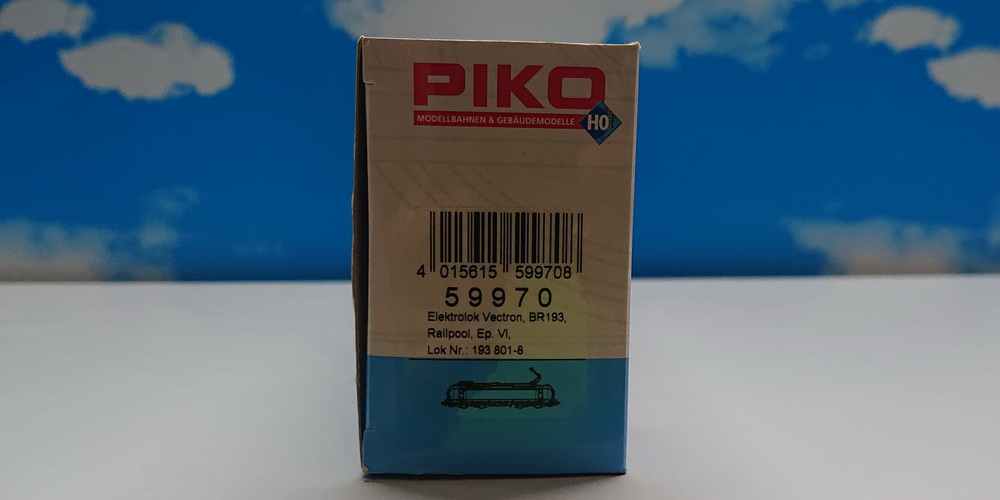 PIKO
MODELLBAHNEN & GEBÄUDEMODELLE
H0
4 015615 599708
59970
Elektrolok Vectron, BR193,
Railpool, Ep. VI,
Lok Nr.: 193 801-8